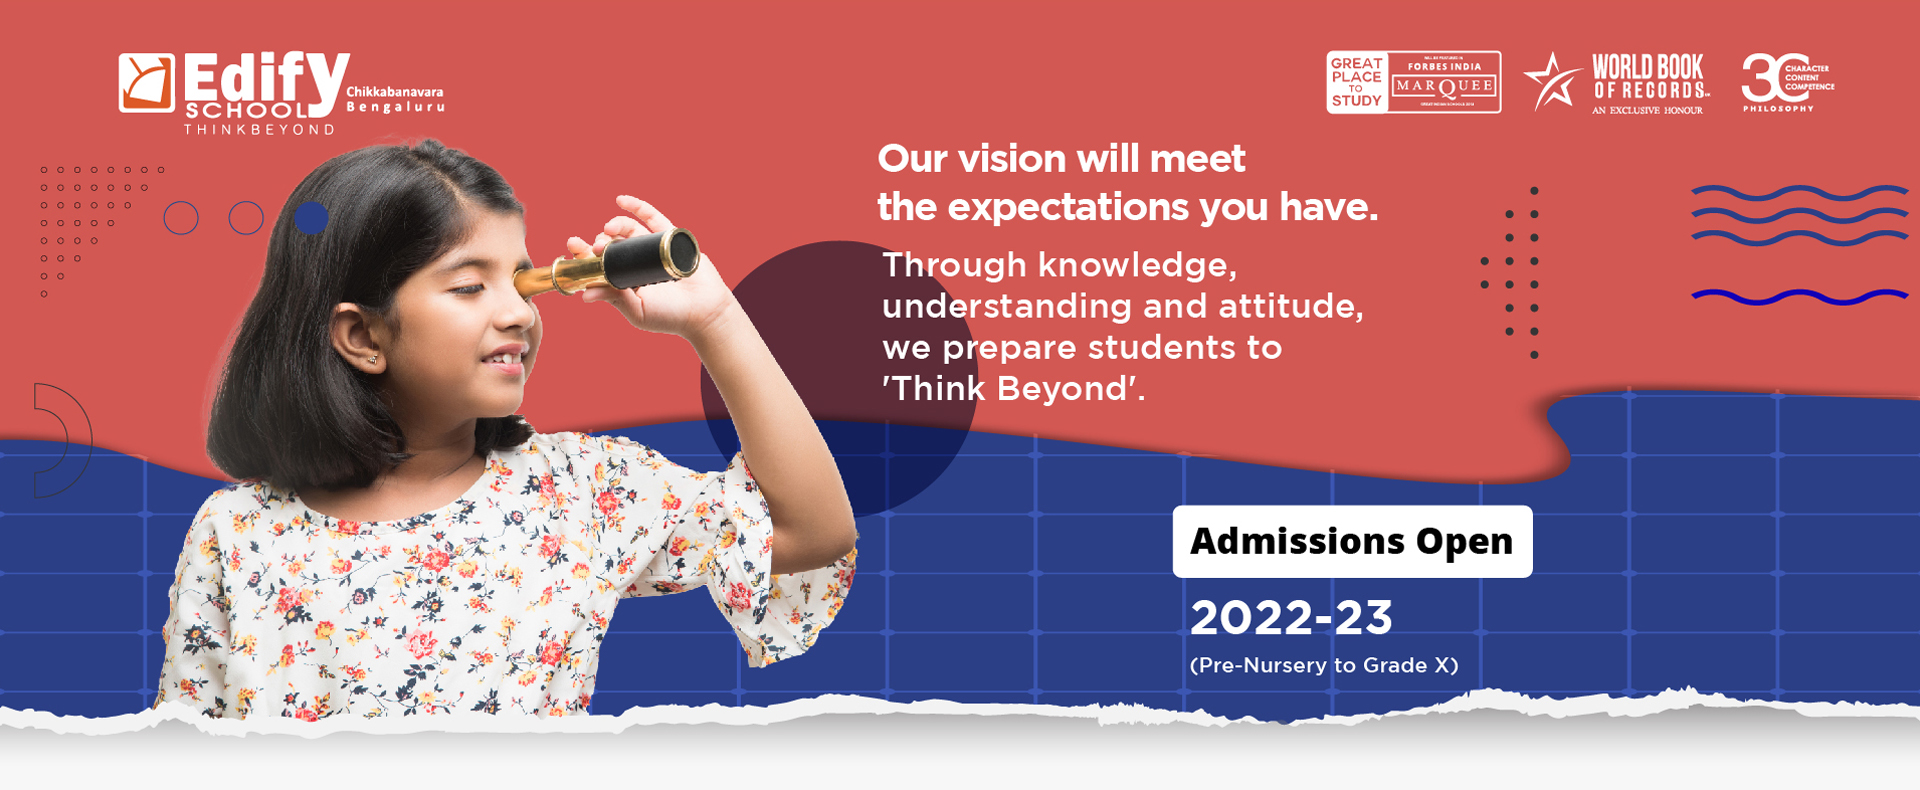 Edify
SCHOOL
THINKBEYOND
Chikkabanavara
Bengaluru
GREAT
PLACE
TO
STUDY
FORBES INDIA
MARQUEE
WORLD BOOK
OF RECORDS
AN EXCLUSIVE HONOUR
3C
CHARACTER
CONTENT
COMPETENCE
PHILOSOPHY
Our vision will meet
the expectations you have.
Through knowledge,
understanding and attitude,
we prepare students to
'Think Beyond'.
Admissions Open
2022-23
(Pre-Nursery to Grade X)